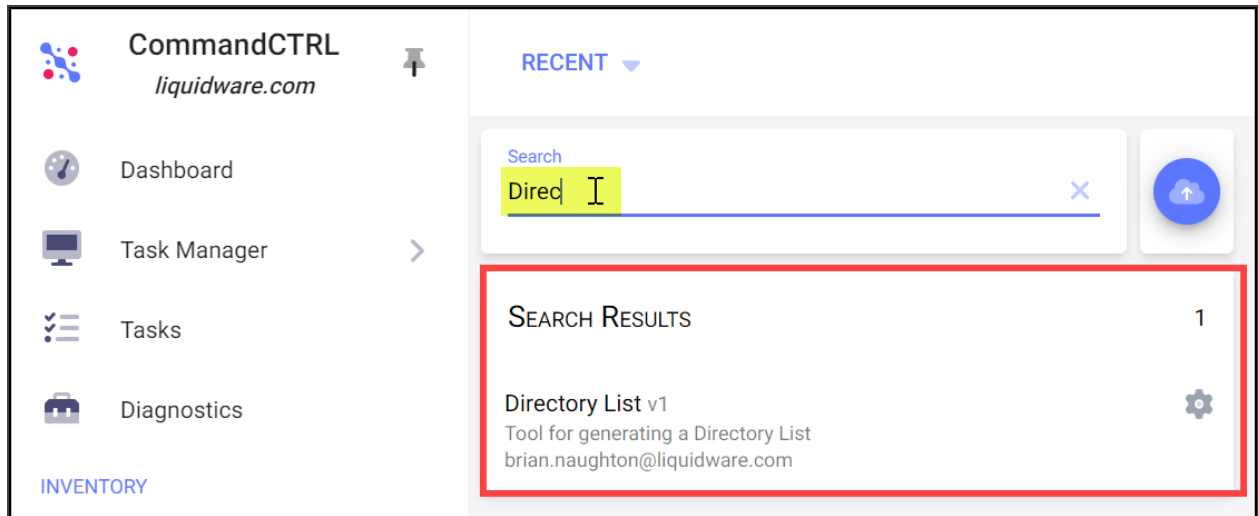 CommandCTRL
liquidware.com
Dashboard
Task Manager
Tasks
Diagnostics
INVENTORY
RECENT
Search
Direc
SEARCH RESULTS 1
Directory List v1
Tool for generating a Directory List
brian.naughton@liquidware.com